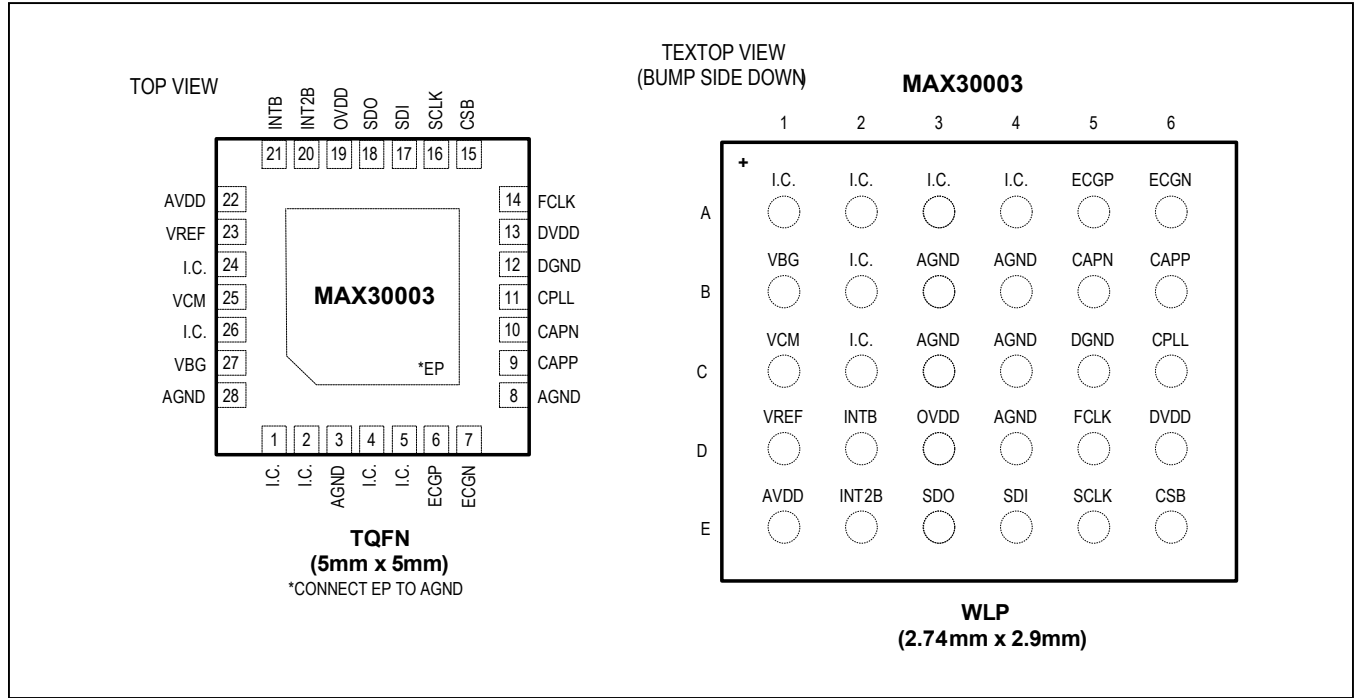 TOP VIEW
INTB INT2B OVDD SDO SDI SCLK CSB
21 20 19 18 17 16 15
AVDD 22
VREF 23
I.C. 24
VCM 25
I.C. 26
VBG 27
AGND 28
MAX30003
*EP
14 FCLK
13 DVDD
12 DGND
11 CPLL
10 CAPN
9 CAPP
8 AGND
1 2 3 4 5 6 7
I.C. I.C. AGND I.C. I.C. ECGP ECGN
TQFN
(5mm x 5mm)
*CONNECT EP TO AGND
TEXTOP VIEW
(BUMP SIDE DOWN)
MAX30003
1 2 3 4 5 6
+
I.C. I.C. I.C. I.C. ECGP ECGN
A
VBG I.C. AGND AGND CAPN CAPP
B
VCM I.C. AGND AGND DGND CPLL
C
VREF INTB OVDD AGND FCLK DVDD
D
AVDD INT2B SDO SDI SCLK CSB
E
WLP
(2.74mm x 2.9mm)